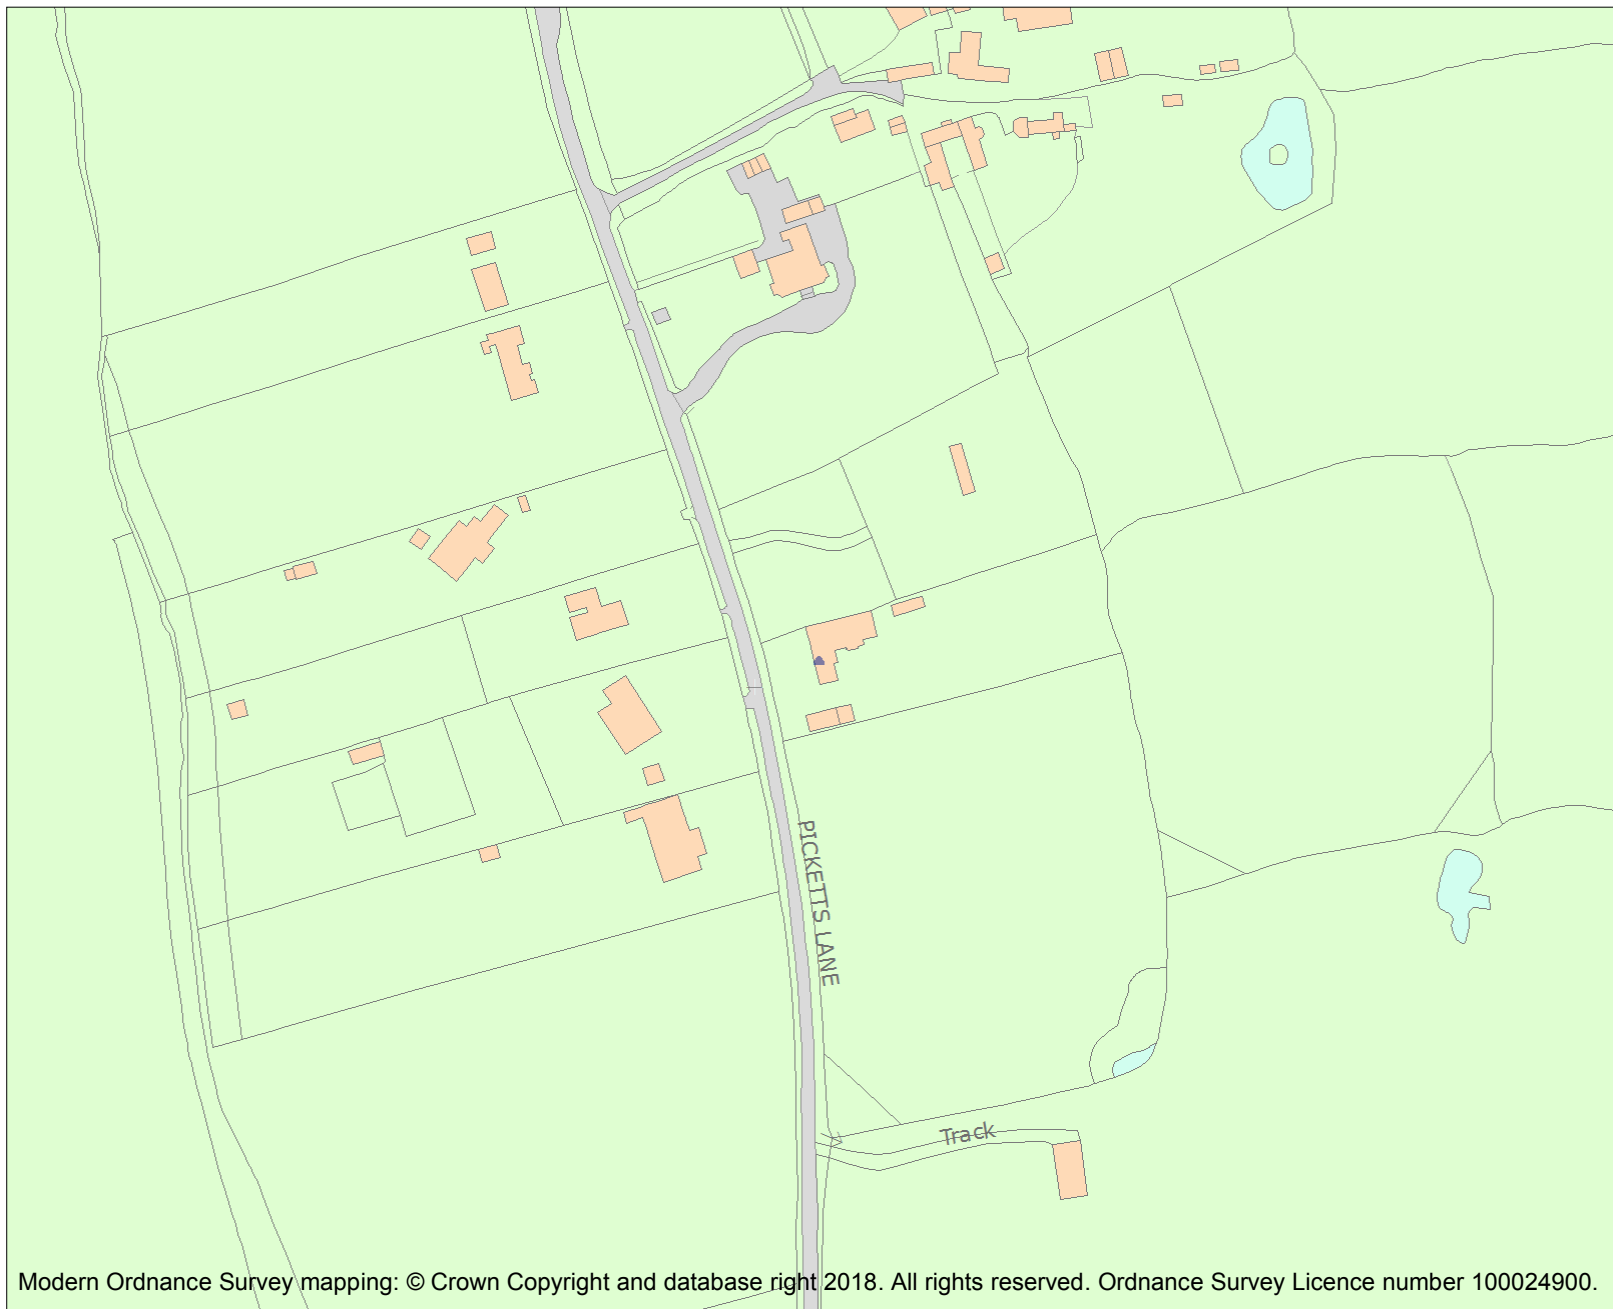 PICKETTS LANE
Track
Modern Ordnance Survey mapping: © Crown Copyright and database right 2018. All rights reserved. Ordnance Survey Licence number 100024900.